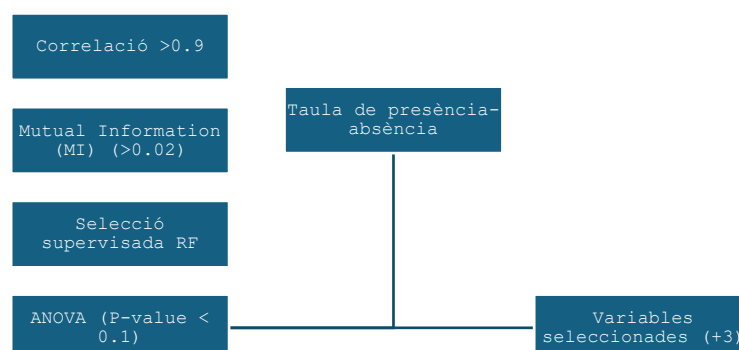 Correlació >0.9
Mutual Information
(MI) (>0.02)
Selecció
supervisada RF
ANOVA (P-value <
0.1)
Taula de presència-
absència
Variables
seleccionades (+3)